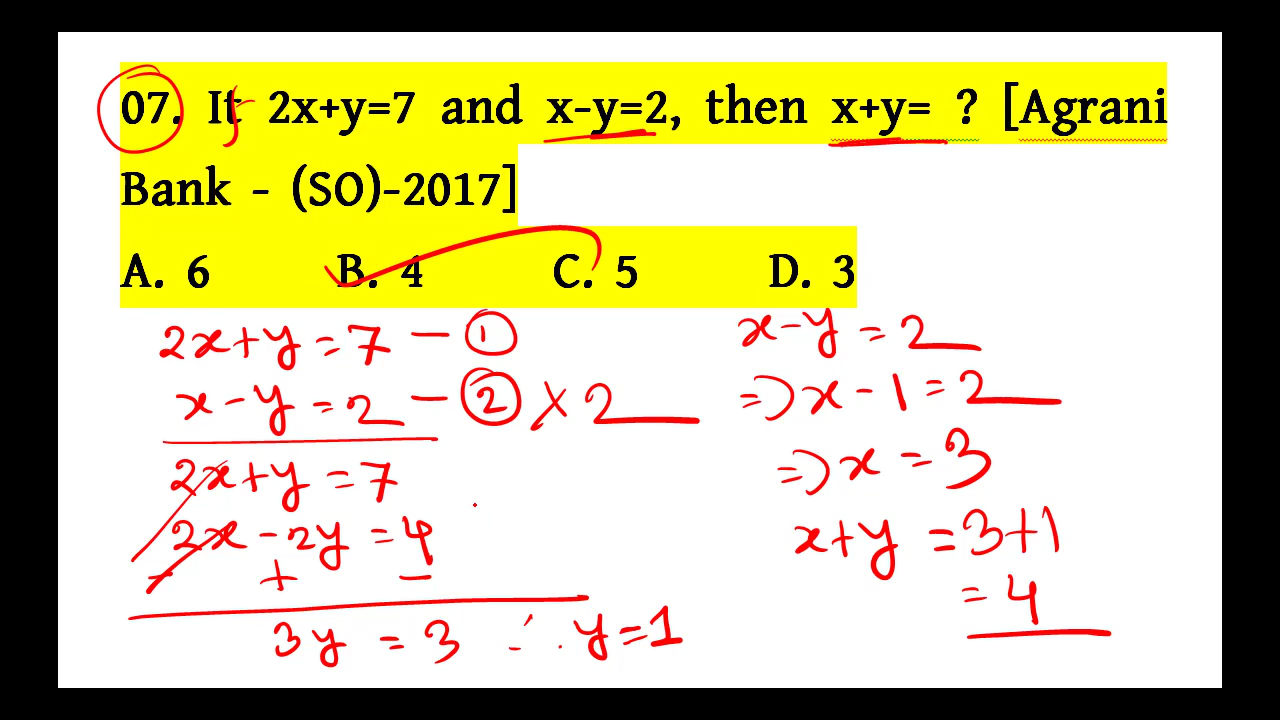 07. If 2x+y=7 and x-y=2, then x+y= ? [Agrani
Bank - (SO)-2017]
A. 6 B. 4 C. 5 D. 3
2x+y=7 - ①
x-y=2 - ② × 2
2x+y=7
2x-2y=4
- + -
3y=3 ∴ y=1
x-y=2
=> x-1=2
=> x=3
x+y=3+1
=4